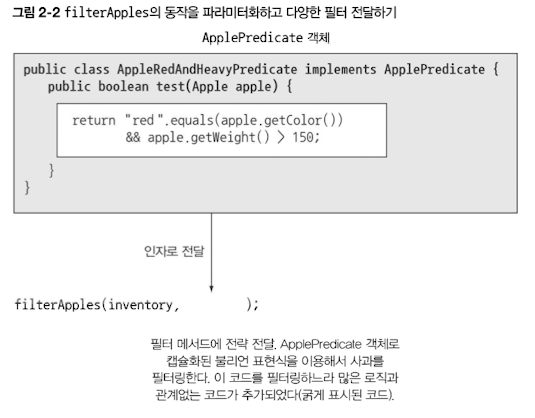 그림 2-2 filterApples의 동작을 파라미터화하고 다양한 필터 전달하기
ApplePredicate 객체
public class AppleRedAndHeavyPredicate implements ApplePredicate {
public boolean test(Apple apple) {
return "red".equals(apple.getColor())
&& apple.getWeight() > 150;
}
}
인자로 전달
filterApples(inventory, );
필터 메서드에 전략 전달. ApplePredicate 객체로
캡슐화된 불리언 표현식을 이용해서 사과를
필터링한다. 이 코드를 필터링하느라 많은 로직과
관계없는 코드가 추가되었다(굵게 표시된 코드).